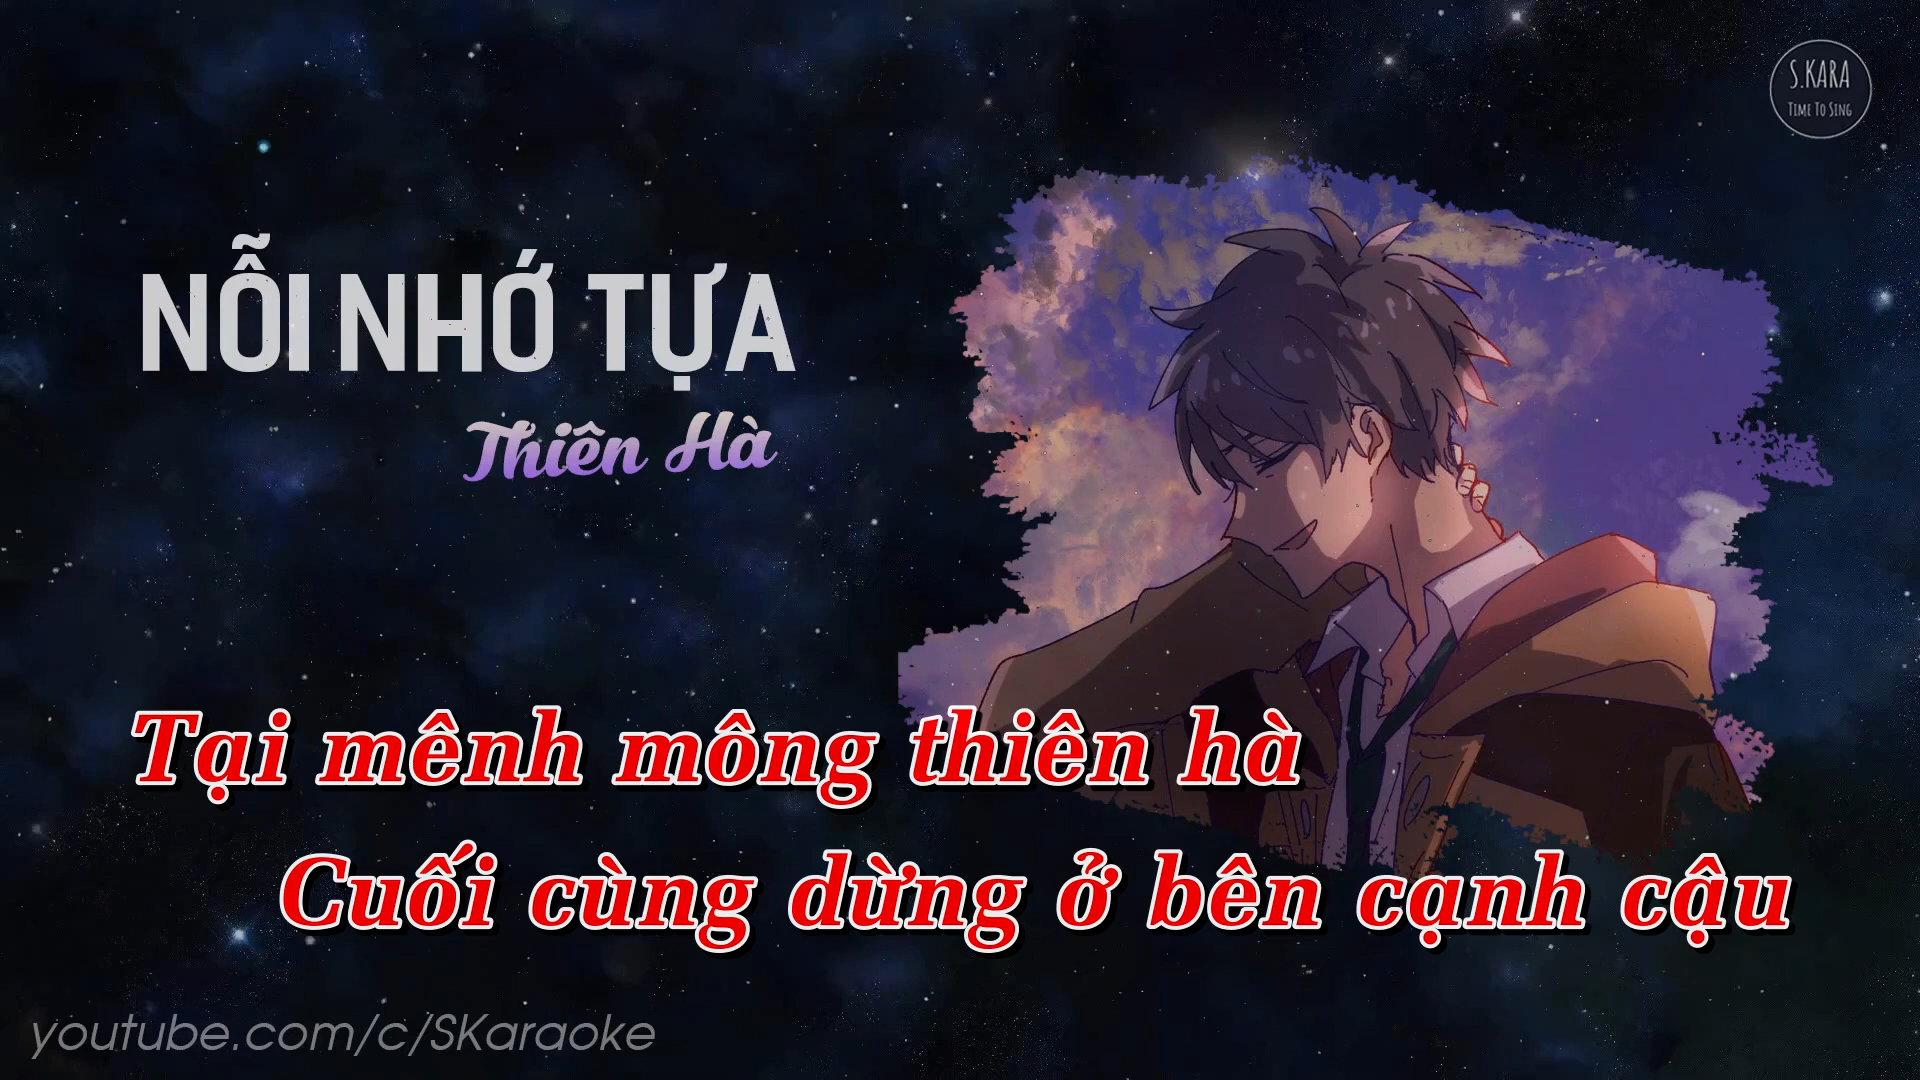 S.KARA
TIME TO SING
NỖI NHỚ TỰA
Thiên Hà
Tại mênh mông thiên hà
Cuối cùng dừng ở bên cạnh cậu
youtube.com/c/SKaraoke